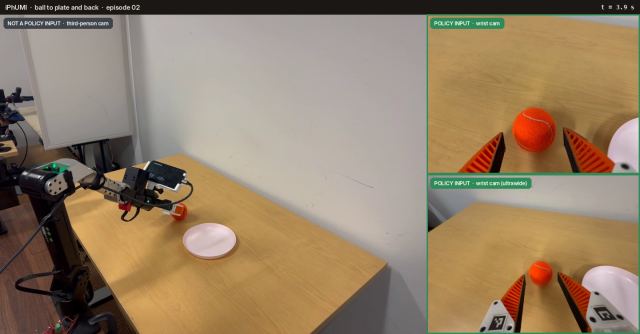 iPhUMI · ball to plate and back · episode 02
t = 3.9 s
NOT A POLICY INPUT · third-person cam
POLICY INPUT · wrist cam
POLICY INPUT · wrist cam (ultrawide)